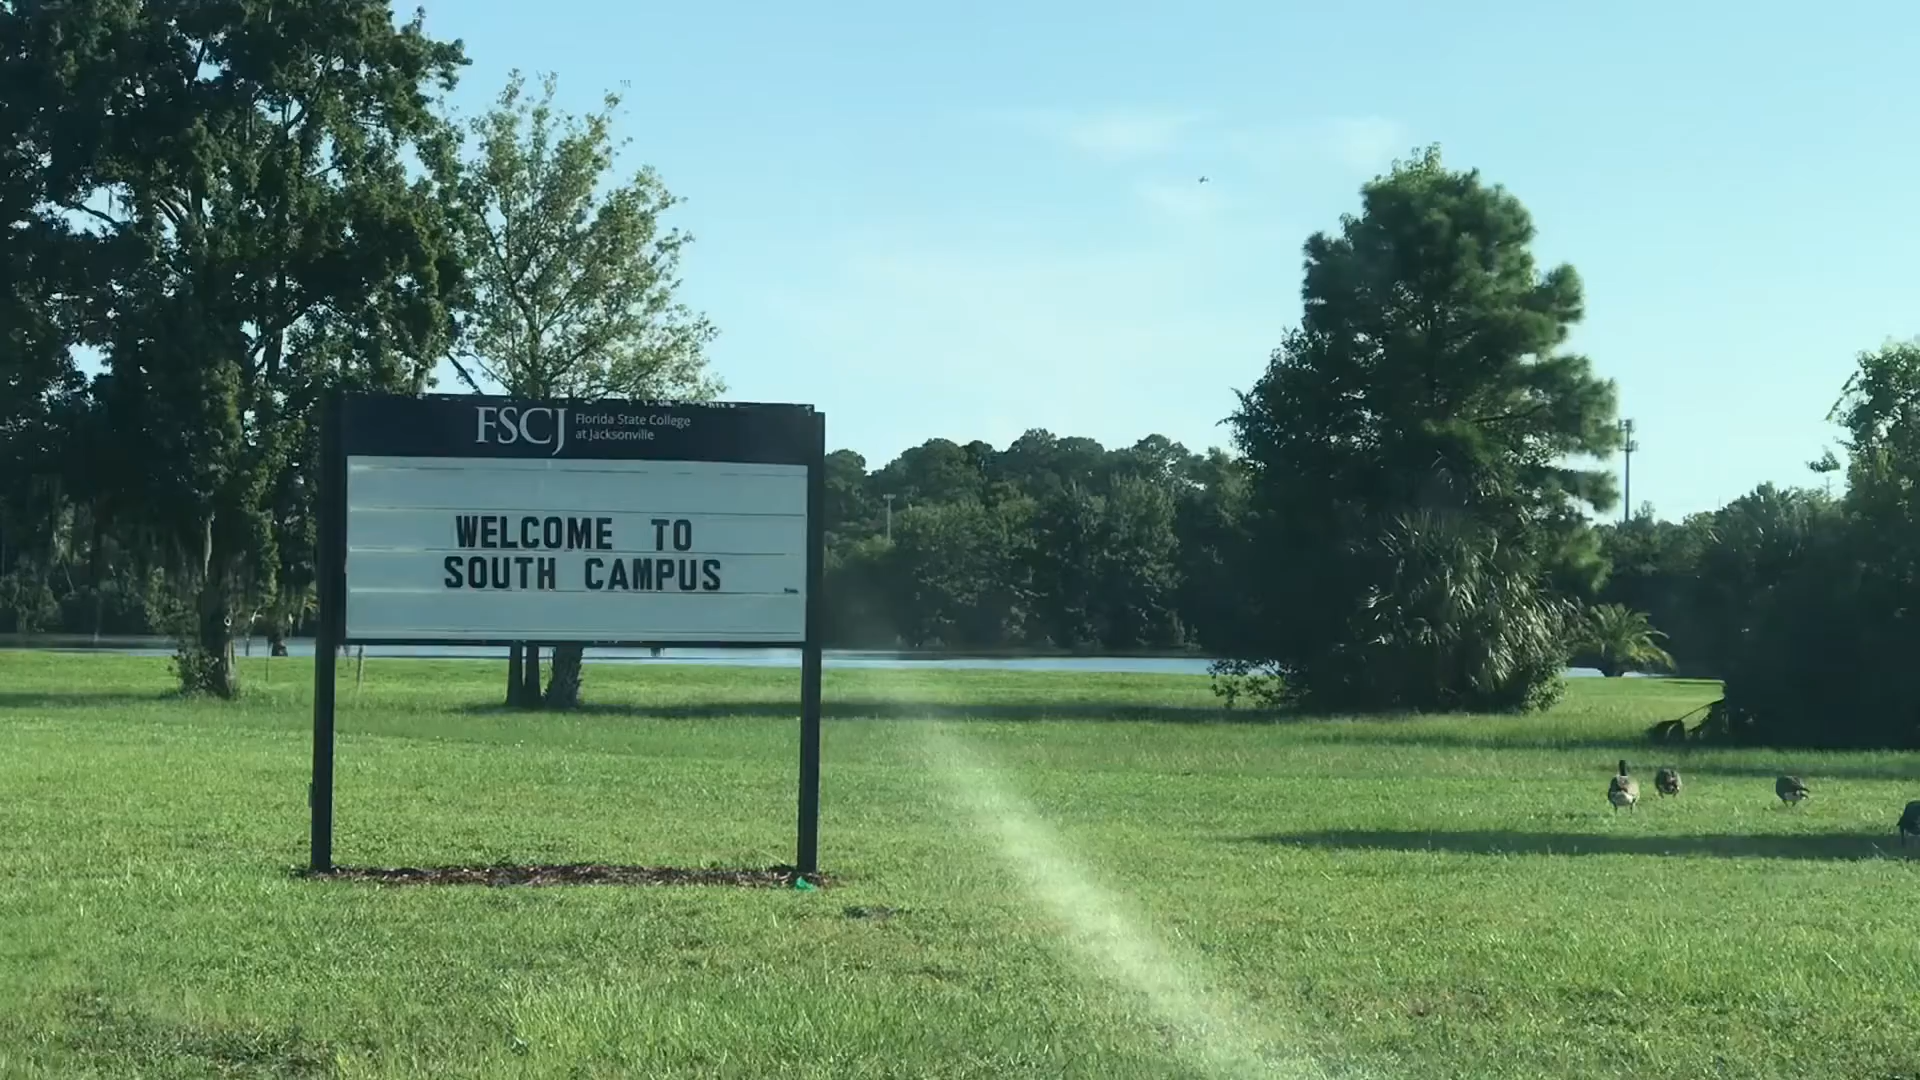 FSCJ
Florida State College
at Jacksonville
WELCOME TO
SOUTH CAMPUS